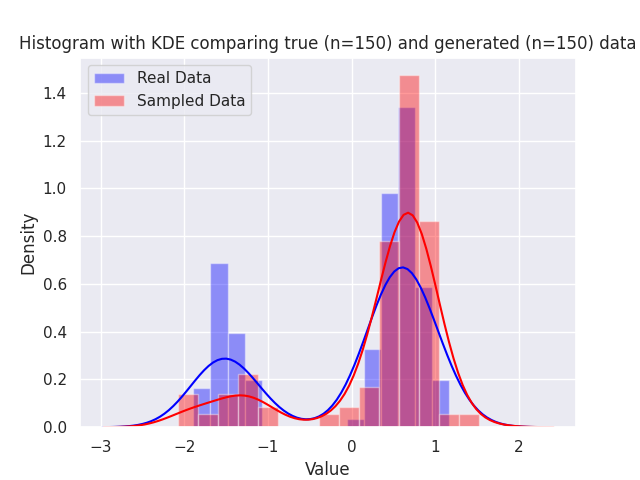 Histogram with KDE comparing true (n=150) and generated (n=150) data
Real Data
Sampled Data
1.4
1.2
1.0
0.8
0.6
0.4
0.2
0.0
Density
−3
−2
−1
0
1
2
Value